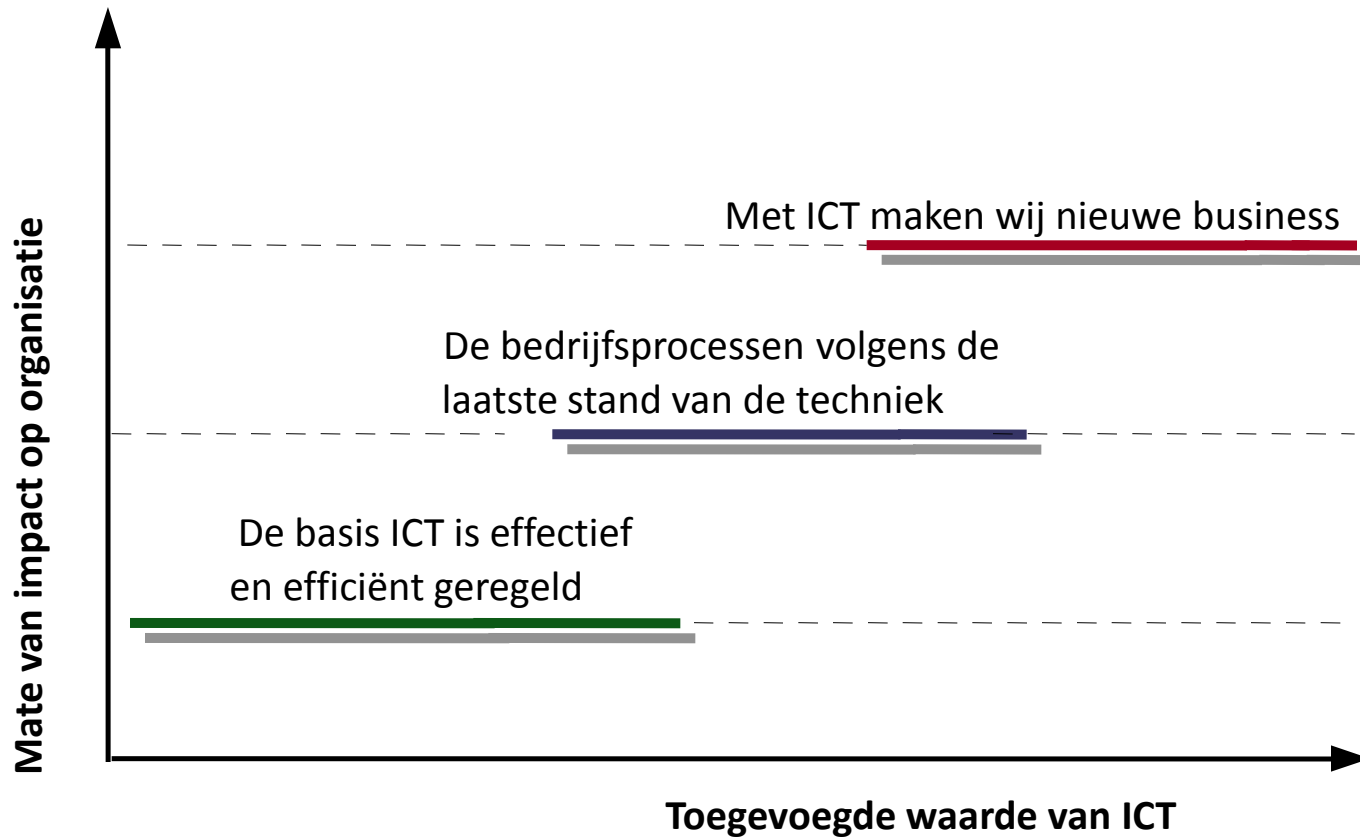 Mate van impact op organisatie
Met ICT maken wij nieuwe business
De bedrijfsprocessen volgens de
laatste stand van de techniek
De basis ICT is effectief
en efficiënt geregeld
Toegevoegde waarde van ICT